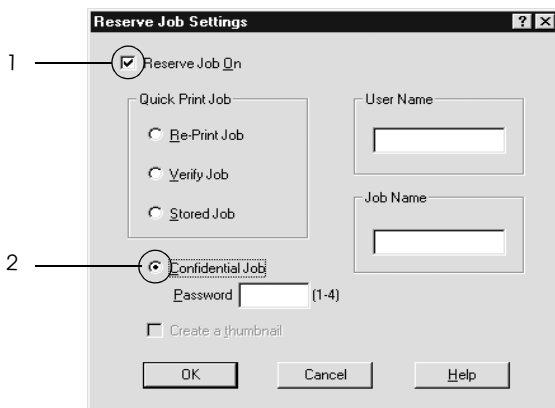 Reserve Job Settings
1
Reserve Job On
Quick Print Job
Re-Print Job
Verify Job
Stored Job
User Name
Job Name
2
Confidential Job
Password (1-4)
Create a thumbnail
OK Cancel Help